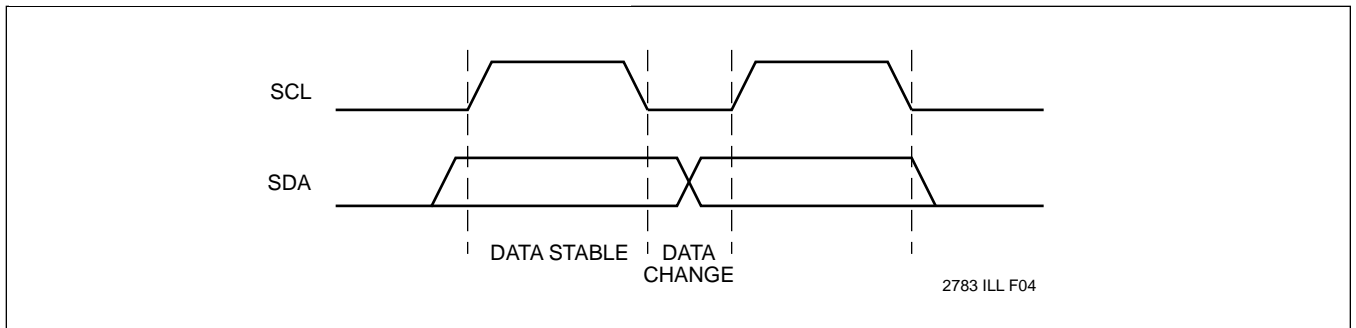 SCL
SDA
DATA STABLE
DATA
CHANGE
2783 ILL F04